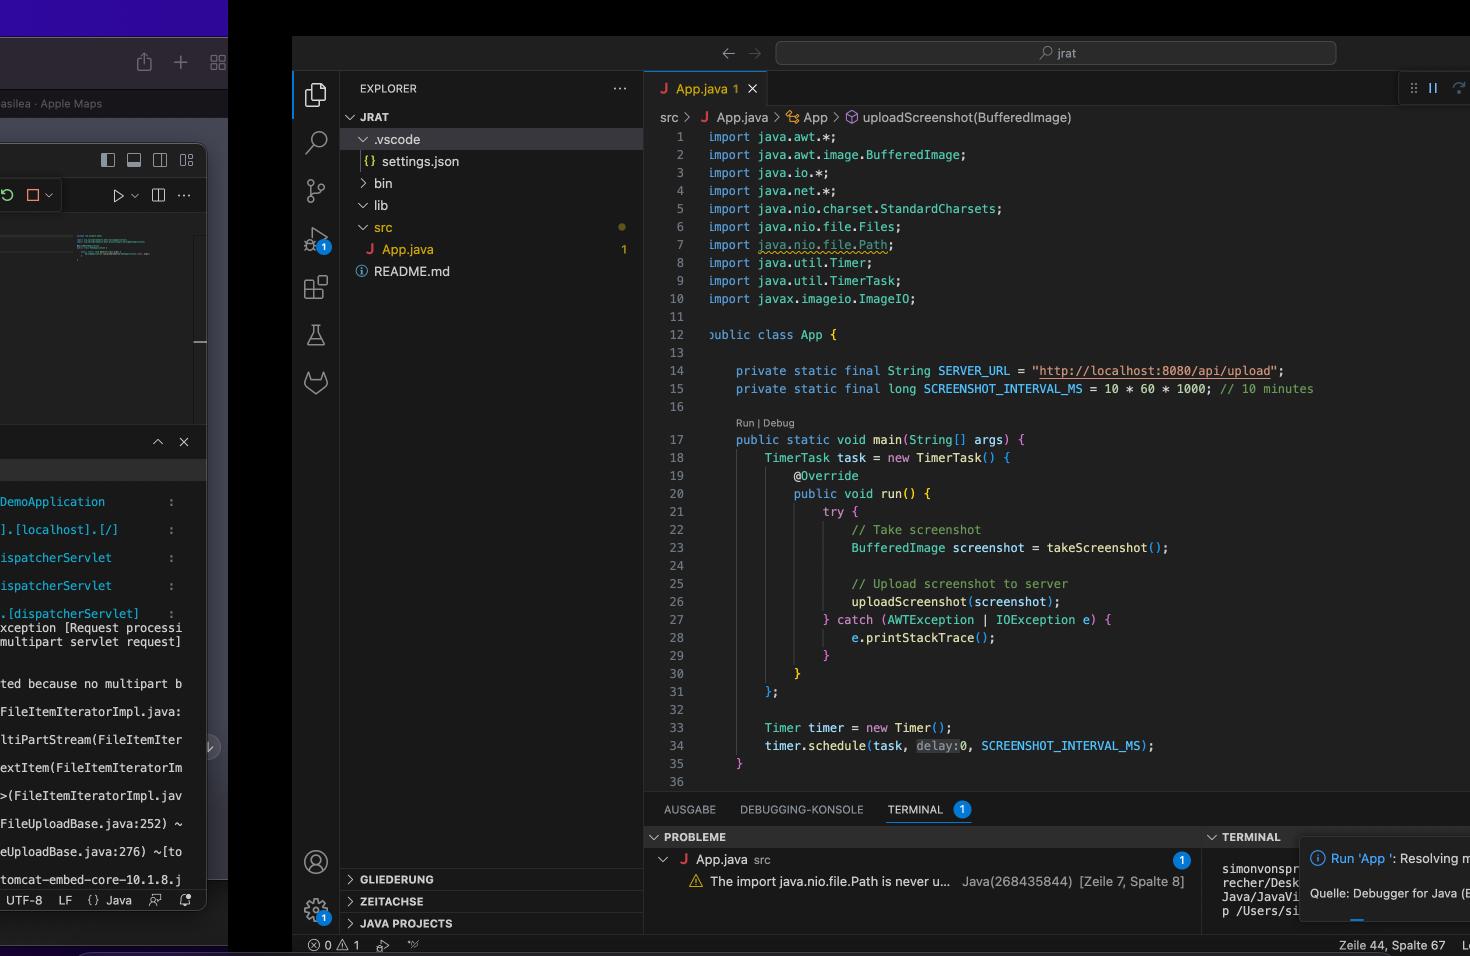 asilea · Apple Maps
DemoApplication :
].[localhost].[/] :
ispatcherServlet :
ispatcherServlet :
.[dispatcherServlet] :
xception [Request processi
multipart servlet request]
ted because no multipart b
FileItemIteratorImpl.java:
ltiPartStream(FileItemIter
extItem(FileItemIteratorIm
>(FileItemIteratorImpl.jav
FileUploadBase.java:252) ~
eUploadBase.java:276) ~[to
tomcat-embed-core-10.1.8.j
UTF-8 LF {} Java
jrat
EXPLORER
JRAT
.vscode
{} settings.json
bin
lib
src
J App.java 1
README.md
GLIEDERUNG
ZEITACHSE
JAVA PROJECTS
1
1
0 1
J App.java 1
src > J App.java > App > uploadScreenshot(BufferedImage)
1 import java.awt.*;
2 import java.awt.image.BufferedImage;
3 import java.io.*;
4 import java.net.*;
5 import java.nio.charset.StandardCharsets;
6 import java.nio.file.Files;
7 import java.nio.file.Path;
8 import java.util.Timer;
9 import java.util.TimerTask;
10 import javax.imageio.ImageIO;
11
12 public class App {
13
14 private static final String SERVER_URL = "http://localhost:8080/api/upload";
15 private static final long SCREENSHOT_INTERVAL_MS = 10 * 60 * 1000; // 10 minutes
16
Run | Debug
17 public static void main(String[] args) {
18 TimerTask task = new TimerTask() {
19 @Override
20 public void run() {
21 try {
22 // Take screenshot
23 BufferedImage screenshot = takeScreenshot();
24
25 // Upload screenshot to server
26 uploadScreenshot(screenshot);
27 } catch (AWTException | IOException e) {
28 e.printStackTrace();
29 }
30 }
31 };
32
33 Timer timer = new Timer();
34 timer.schedule(task, delay:0, SCREENSHOT_INTERVAL_MS);
35 }
36
AUSGABE DEBUGGING-KONSOLE TERMINAL 1
PROBLEME
J App.java src 1
The import java.nio.file.Path is never u... Java(268435844) [Zeile 7, Spalte 8]
TERMINAL
simonvonspr
recher/Desk
Java/JavaVi
p /Users/si
Run 'App ': Resolving m
Quelle: Debugger for Java (E
Zeile 44, Spalte 67 Le